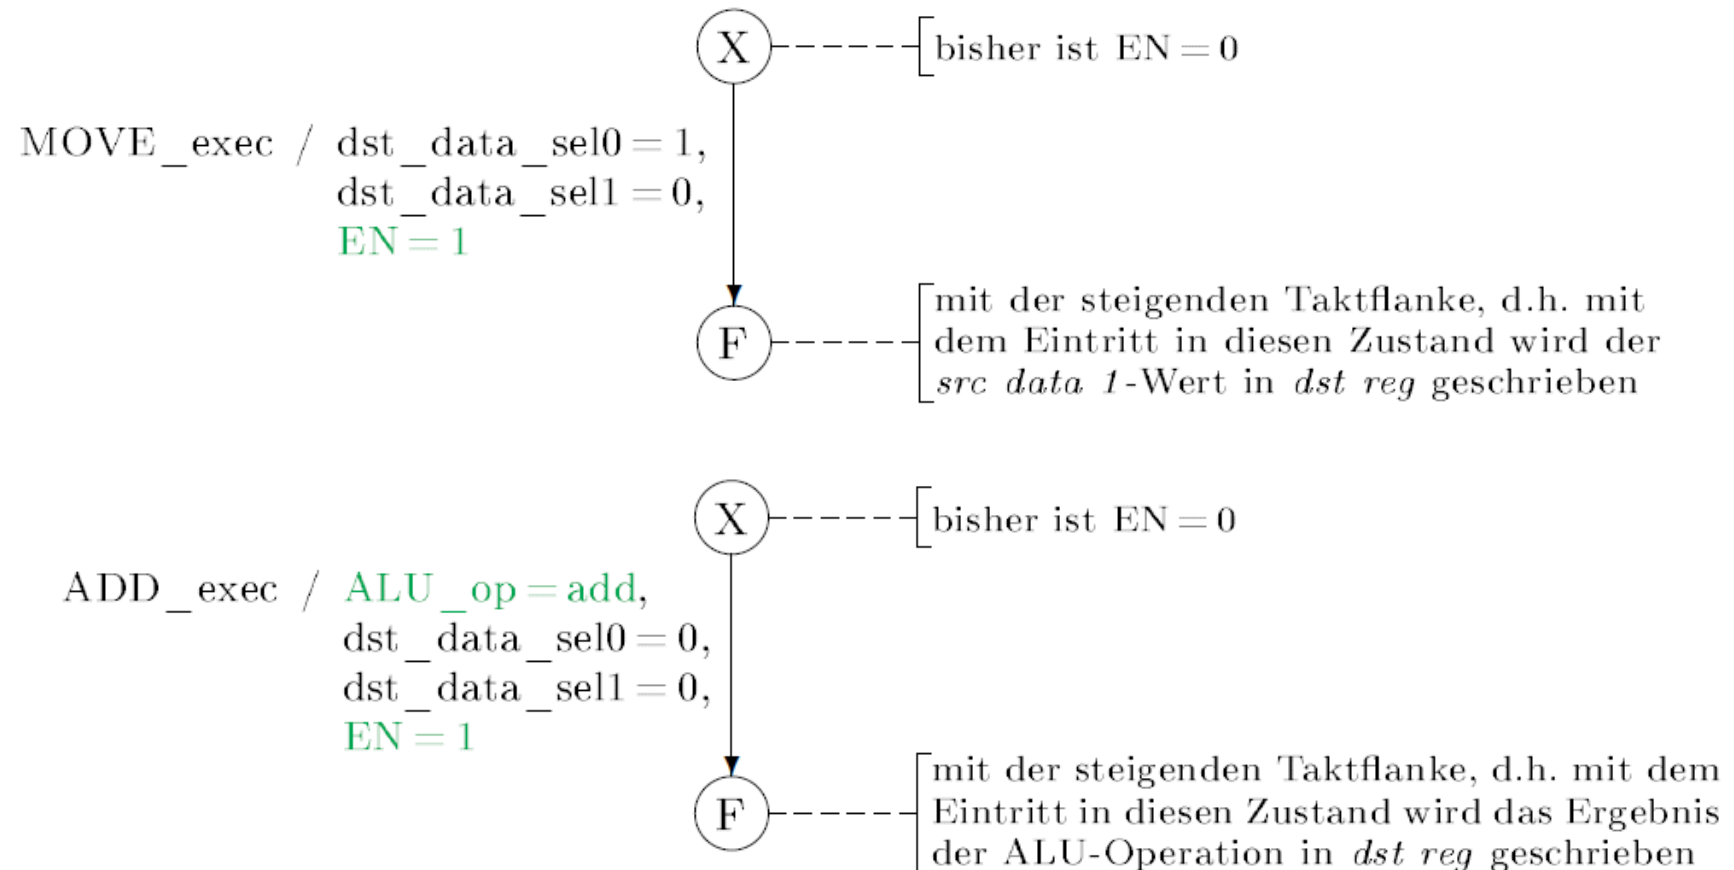 X
bisher ist EN = 0
MOVE_exec / dst_data_sel0 = 1,
dst_data_sel1 = 0,
EN = 1
F
mit der steigenden Taktflanke, d.h. mit
dem Eintritt in diesen Zustand wird der
src data 1-Wert in dst reg geschrieben
X
bisher ist EN = 0
ADD_exec / ALU_op = add,
dst_data_sel0 = 0,
dst_data_sel1 = 0,
EN = 1
F
mit der steigenden Taktflanke, d.h. mit dem
Eintritt in diesen Zustand wird das Ergebnis
der ALU-Operation in dst reg geschrieben